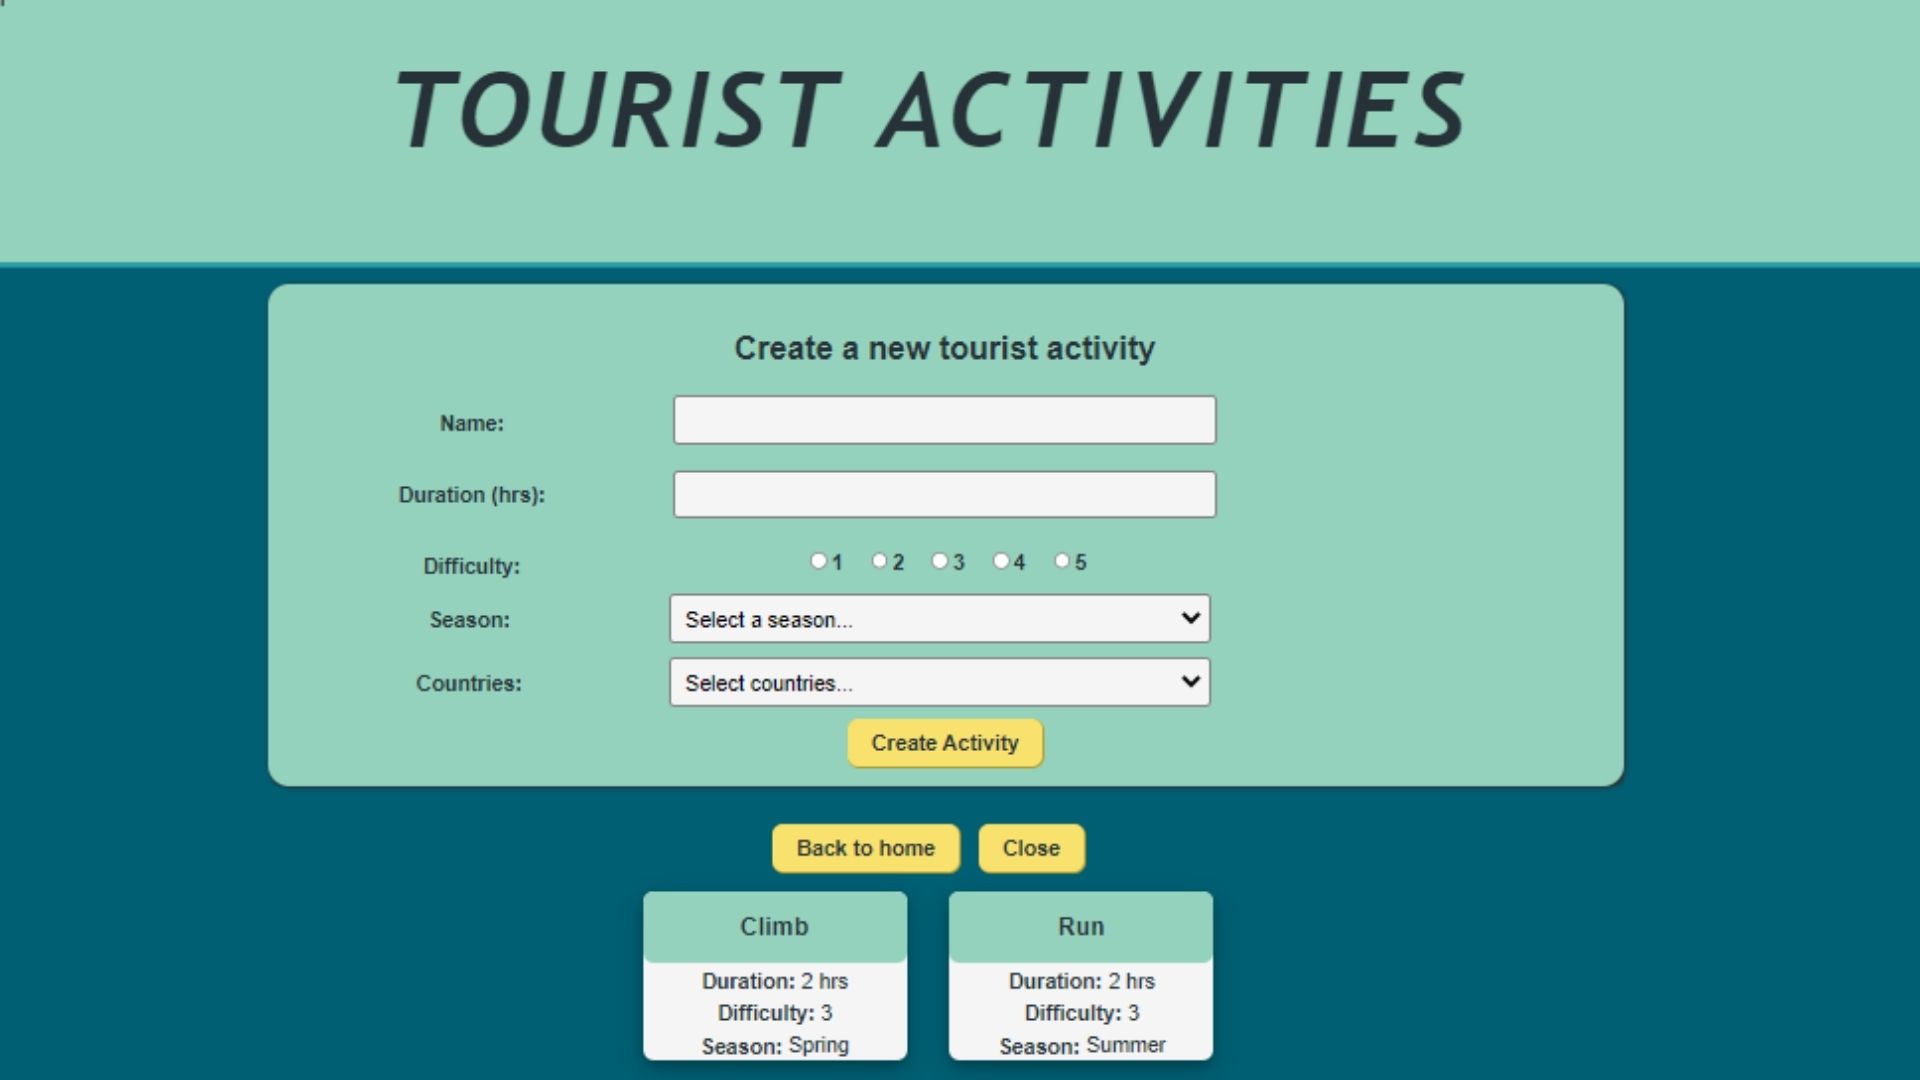 TOURIST ACTIVITIES
Create a new tourist activity
Name:
Duration (hrs):
Difficulty: 1 2 3 4 5
Season: Select a season...
Countries: Select countries...
Create Activity
Back to home Close
Climb
Duration: 2 hrs
Difficulty: 3
Season: Spring
Run
Duration: 2 hrs
Difficulty: 3
Season: Summer